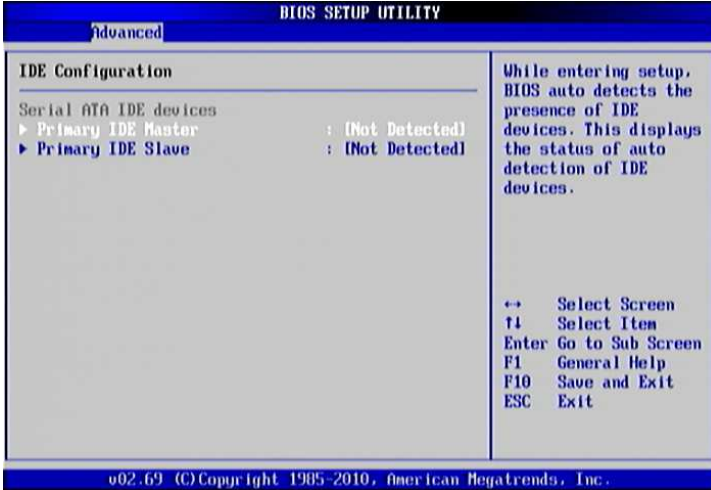 BIOS SETUP UTILITY
Advanced
IDE Configuration
Serial ATA IDE devices
▶ Primary IDE Master : [Not Detected]
▶ Primary IDE Slave : [Not Detected]
While entering setup,
BIOS auto detects the
presence of IDE
devices. This displays
the status of auto
detection of IDE
devices.
↔ Select Screen
↑↓ Select Item
Enter Go to Sub Screen
F1 General Help
F10 Save and Exit
ESC Exit
v02.69 (C)Copyright 1985-2010, American Megatrends, Inc.